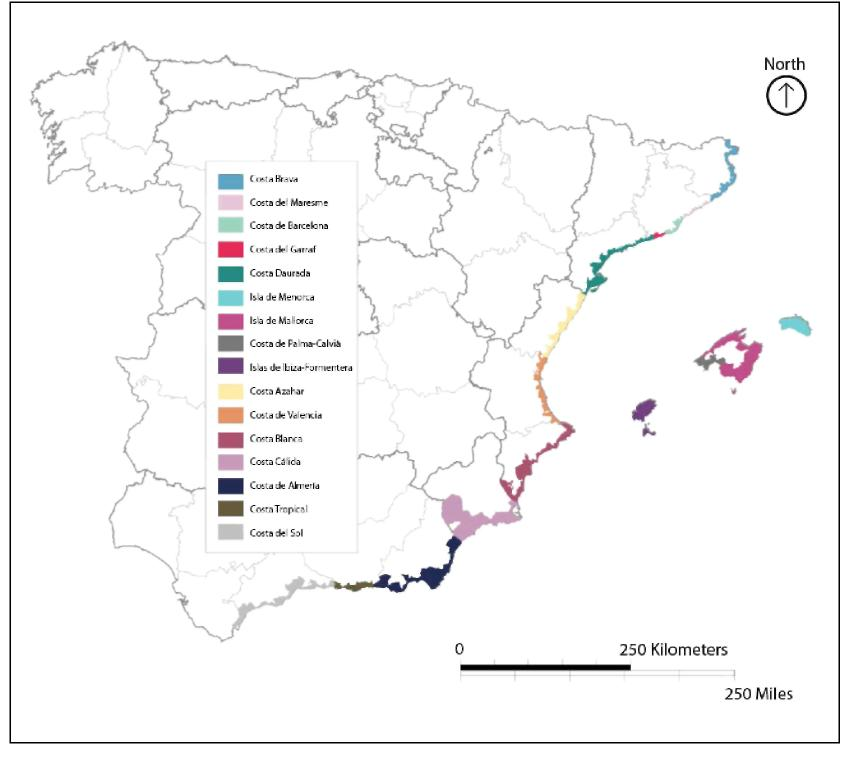 North
Costa Brava
Costa del Maresme
Costa de Barcelona
Costa del Garraf
Costa Daurada
Isla de Menorca
Isla de Mallorca
Costa de Palma-Calvià
Islas de Ibiza-Formentera
Costa Azahar
Costa de Valencia
Costa Blanca
Costa Cálida
Costa de Almería
Costa Tropical
Costa del Sol
0 250 Kilometers
250 Miles